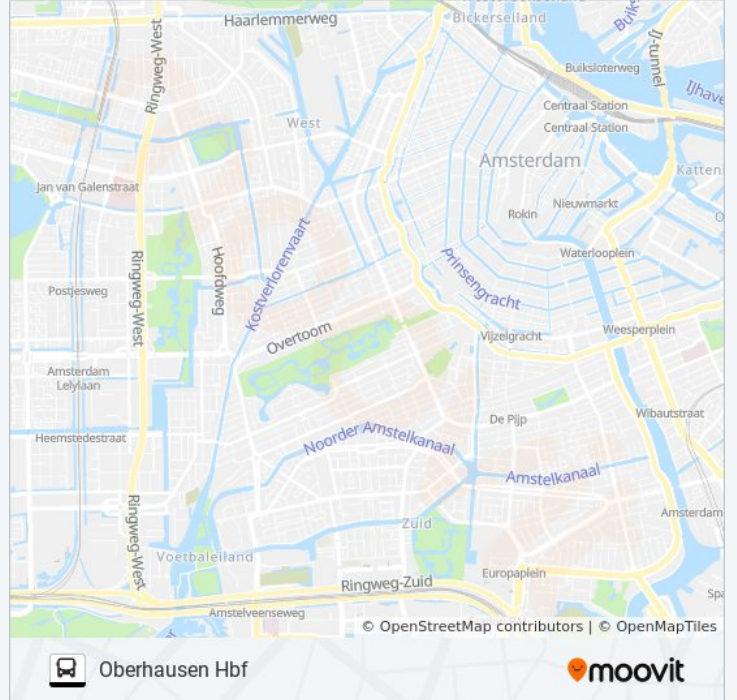 Haarlemmerweg
Bickerseiland
Ringweg-West
IJ-tunnel
Buiksloterweg
Centraal Station
Centraal Station
West
Amsterdam
Jan van Galenstraat
Katten
Rokin
Nieuwmarkt
Kostverlorenvaart
Hoofdweg
Ringweg-West
Prinsengracht
Waterlooplein
Postjesweg
Overtoom
Vijzelgracht
Weesperplein
Amsterdam
Lelylaan
De Pijp
Wibautstraat
Heemstedestraat
Noorder Amstelkanaal
Amstelkanaal
Ringweg-West
Zuid
Amsterdam
Voetbaleiland
Europaplein
Ringweg-Zuid
Spa
Amstelveenseweg
© OpenStreetMap contributors | © OpenMapTiles
Oberhausen Hbf
moovit